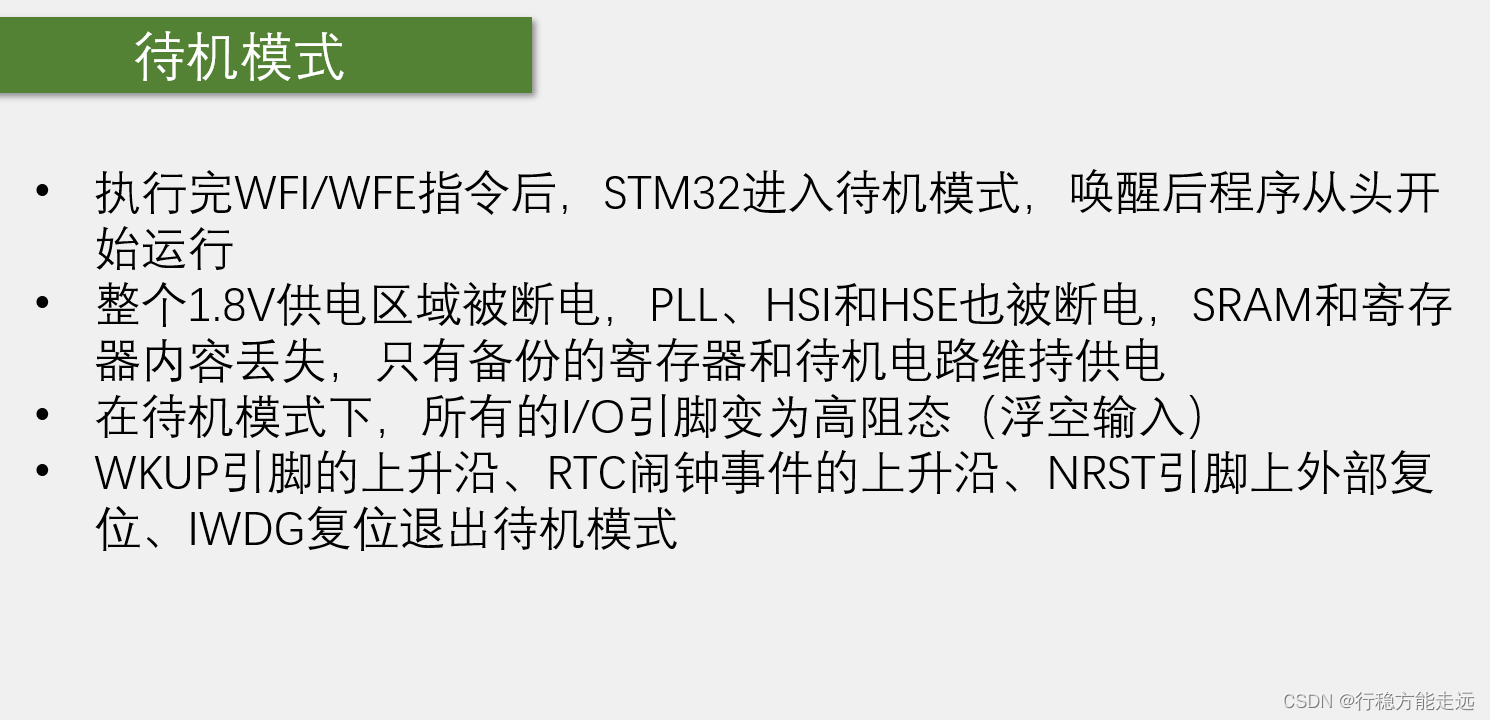 待机模式
• 执行完WFI/WFE指令后，STM32进入待机模式，唤醒后程序从头开
始运行
• 整个1.8V供电区域被断电，PLL、HSI和HSE也被断电，SRAM和寄存
器内容丢失，只有备份的寄存器和待机电路维持供电
• 在待机模式下，所有的I/O引脚变为高阻态（浮空输入）
• WKUP引脚的上升沿、RTC闹钟事件的上升沿、NRST引脚上外部复
位、IWDG复位退出待机模式
CSDN @行稳方能走远